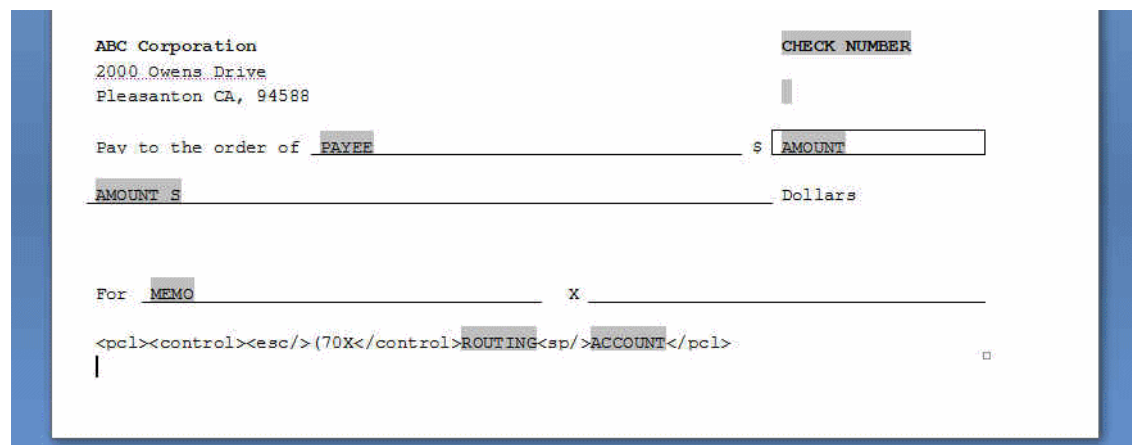 ABC Corporation CHECK NUMBER
2000 Owens Drive
Pleasanton CA, 94588
Pay to the order of PAYEE $ AMOUNT
AMOUNT S Dollars
For MEMO X
<pcl><control><esc/>(70X</control>ROUTING<sp/>ACCOUNT</pcl>